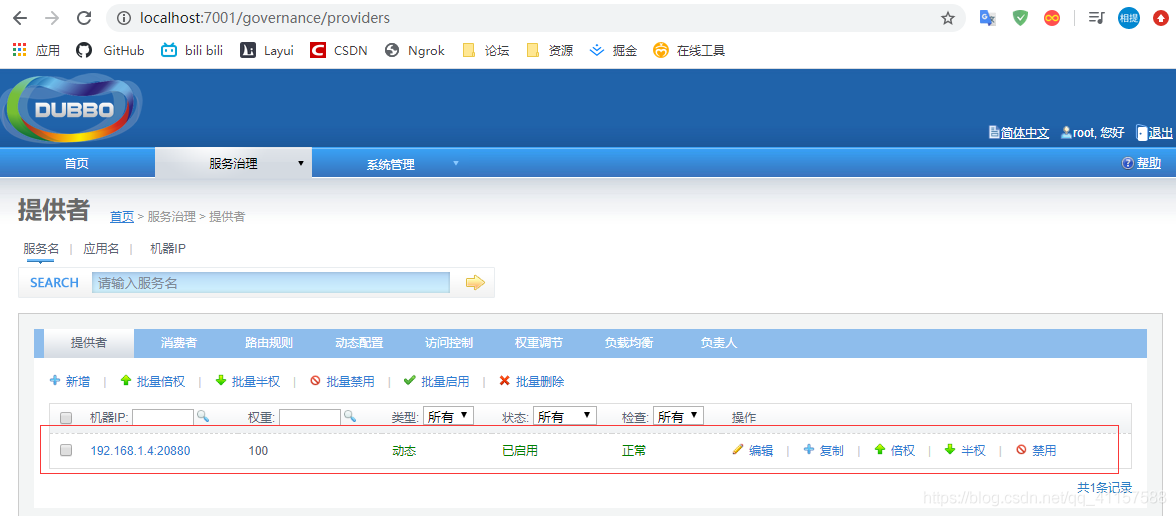 localhost:7001/governance/providers
相提
应用 GitHub bili bili Layui CSDN Ngrok 论坛 资源 掘金 在线工具
DUBBO
简体中文 root, 您好 退出
首页 服务治理 ▼ 系统管理 ▼ ? 帮助
提供者 首页 > 服务治理 > 提供者
服务名 | 应用名 | 机器IP
SEARCH 请输入服务名
提供者 消费者 路由规则 动态配置 访问控制 权重调节 负载均衡 负责人
新增 | 批量倍权 | 批量半权 | 批量禁用 | 批量启用 | 批量删除
机器IP: 权重: 类型: 所有 ▼ 状态: 所有 ▼ 检查: 所有 ▼ 操作
192.168.1.4:20880 100 动态 已启用 正常 编辑 | 复制 | 倍权 | 半权 | 禁用
共1条记录
https://blog.csdn.net/qq_41157588